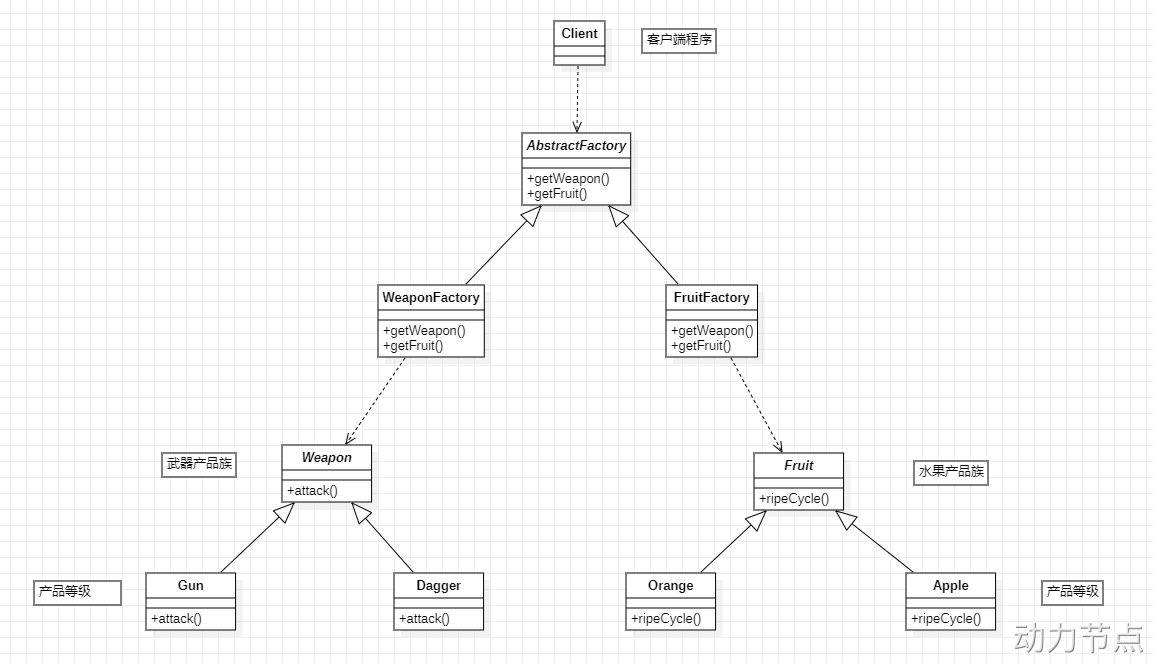 Client
客户端程序
AbstractFactory
+getWeapon()
+getFruit()
WeaponFactory
+getWeapon()
+getFruit()
FruitFactory
+getWeapon()
+getFruit()
武器产品族
Weapon
+attack()
Fruit
+ripeCycle()
水果产品族
产品等级
Gun
+attack()
Dagger
+attack()
Orange
+ripeCycle()
Apple
+ripeCycle()
产品等级
动力节点